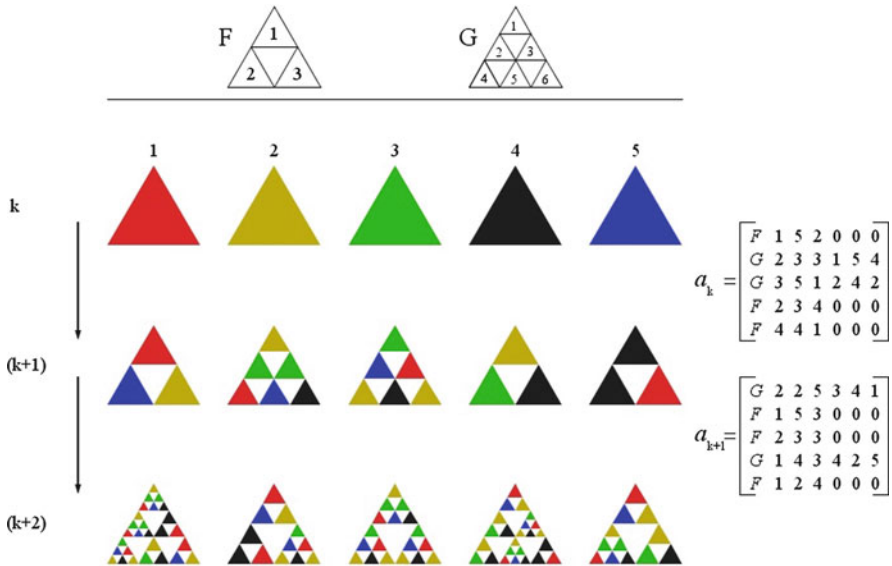 F 1 2 3
G 1 2 3 4 5 6
1 2 3 4 5
k
(k+1)
(k+2)
a_k = [F 1 5 2 0 0 0
G 2 3 3 1 5 4
G 3 5 1 2 4 2
F 2 3 4 0 0 0
F 4 4 1 0 0 0]
a_{k+1} = [G 2 2 5 3 4 1
F 1 5 3 0 0 0
F 2 3 3 0 0 0
G 1 4 3 4 2 5
F 1 2 4 0 0 0]